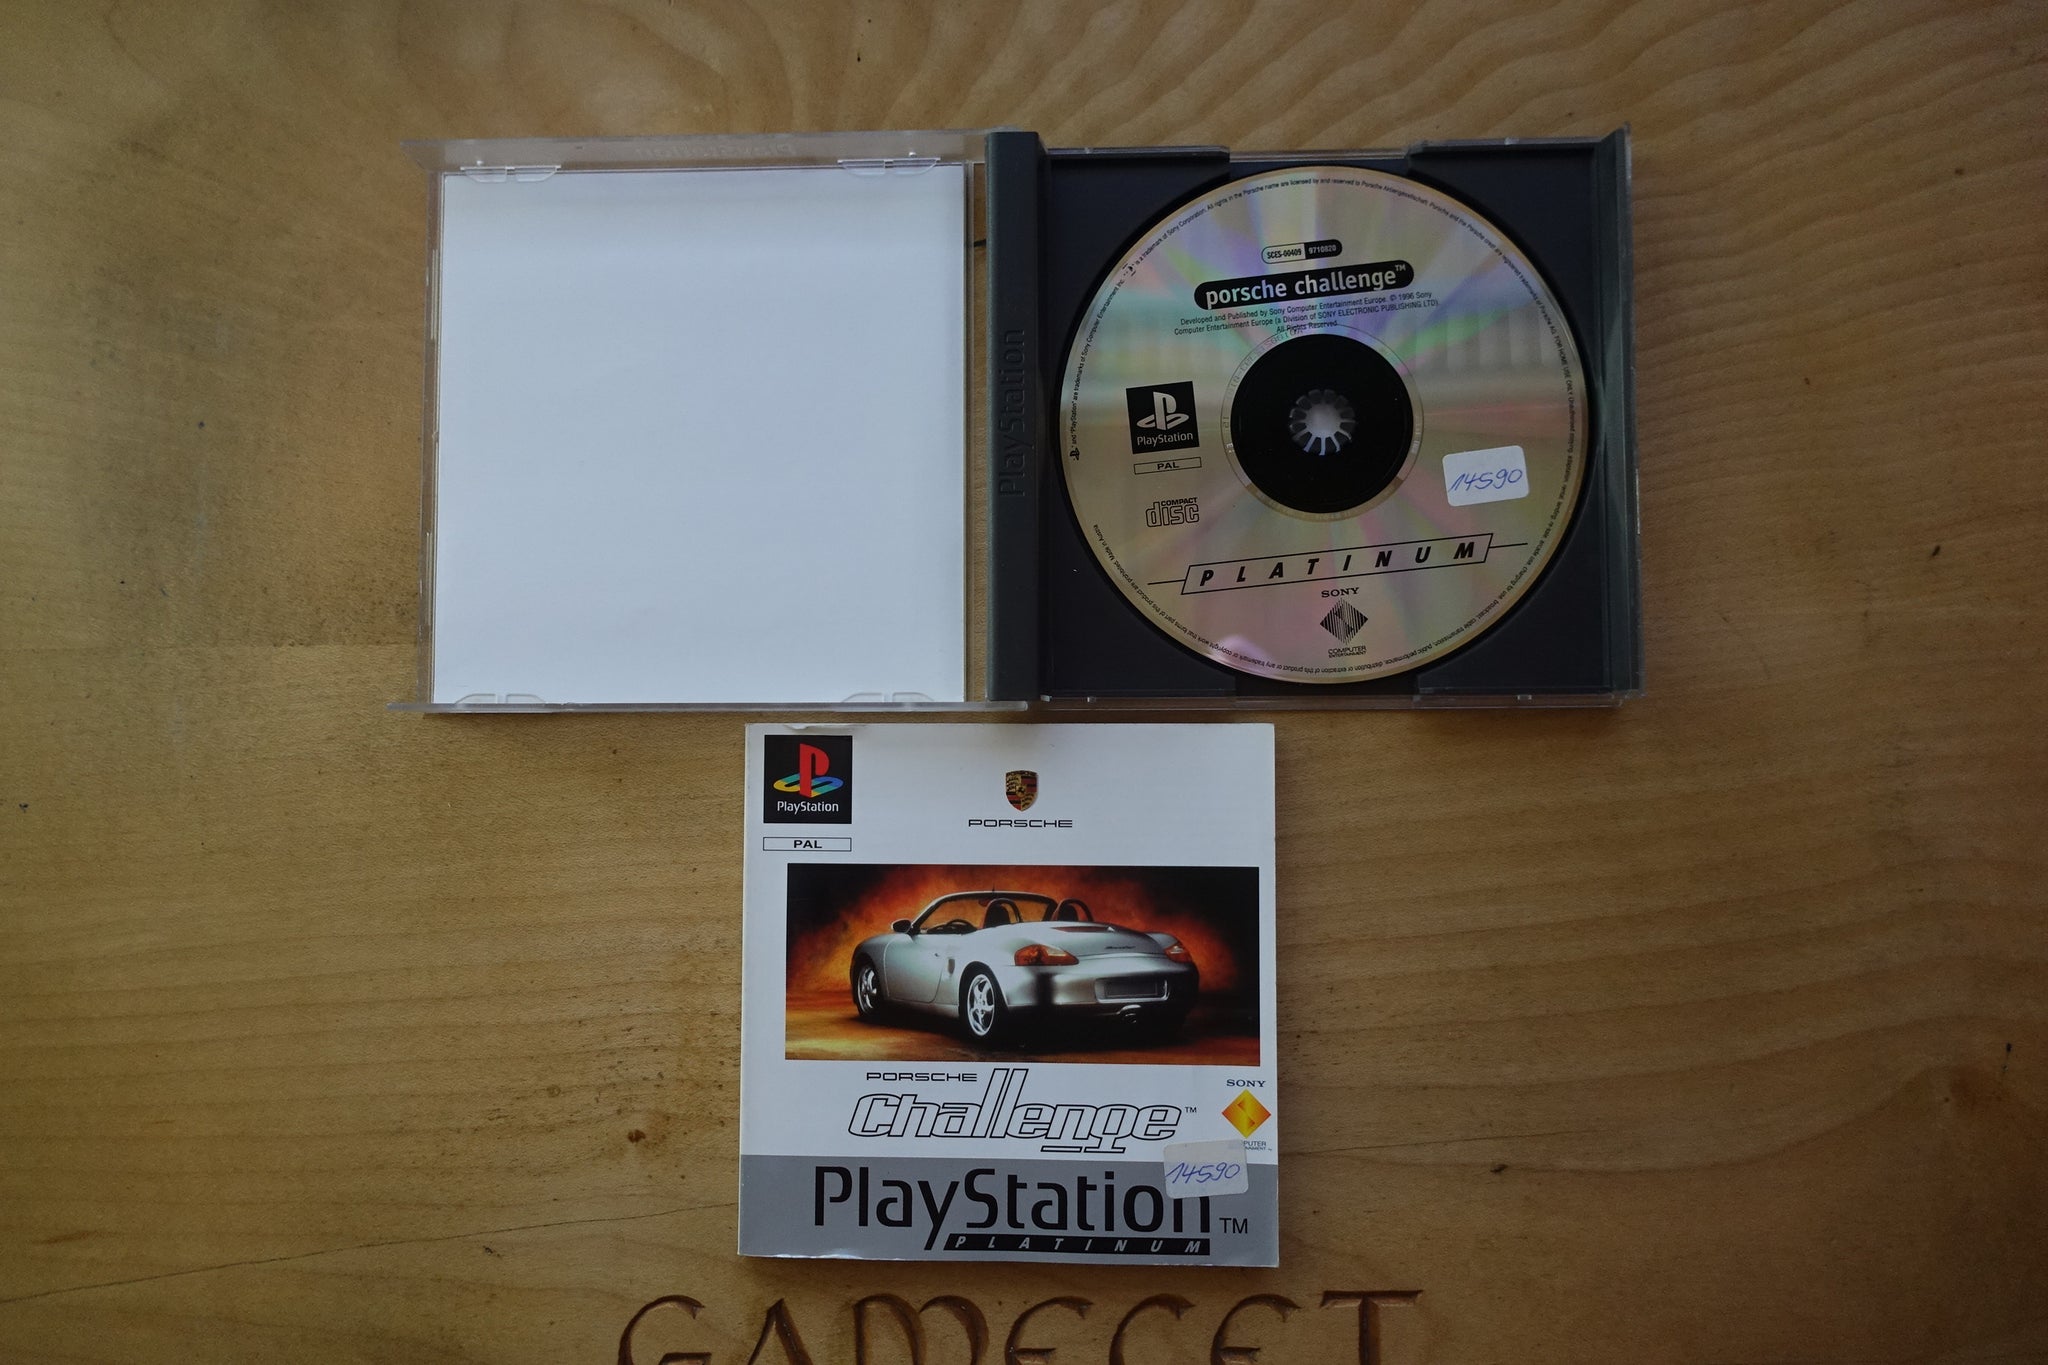 PlayStation
SCES-00409 9710820
porsche challenge™
Developed and Published by Sony Computer Entertainment Europe. © 1996 Sony
Computer Entertainment Europe (a Division of SONY ELECTRONIC PUBLISHING LTD).
All Rights Reserved.
PlayStation
PAL
COMPACT
disc
14590
PLATINUM
SONY
COMPUTER
ENTERTAINMENT
PlayStation
PAL
PORSCHE
PORSCHE
Challenge™
SONY
14590
PlayStation™
PLATINUM
GAMECET